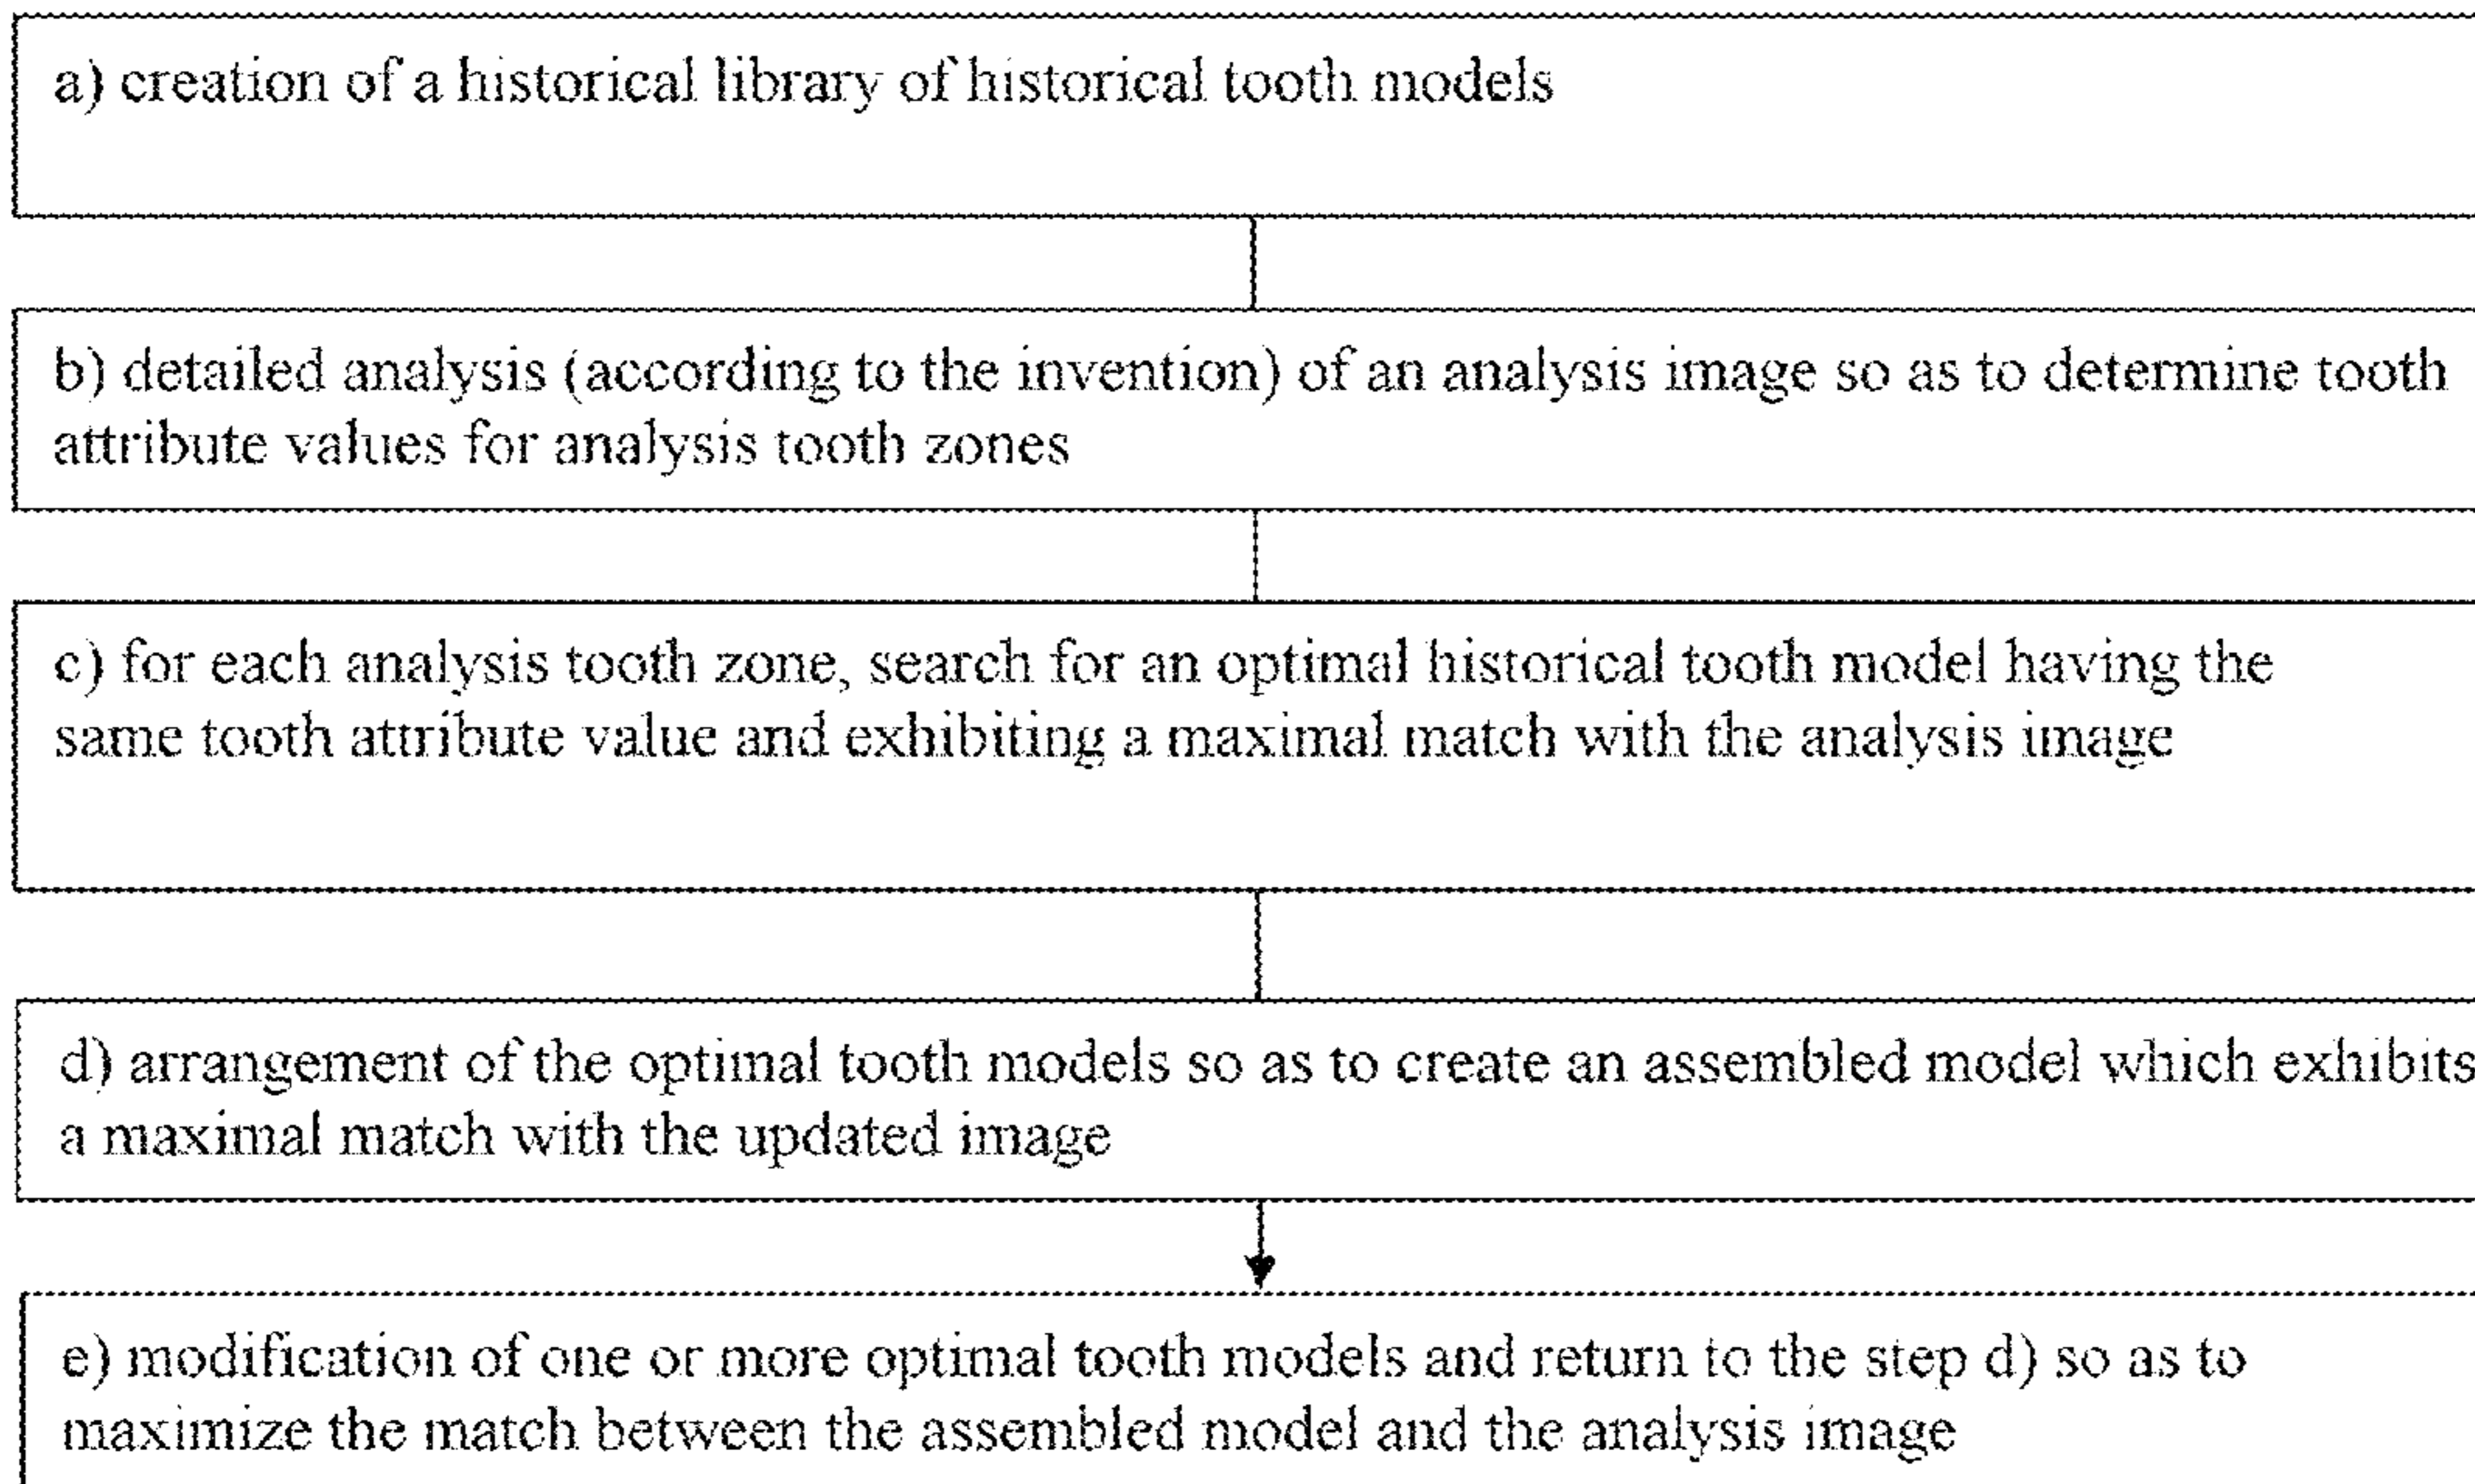 a) creation of a historical library of historical tooth models
b) detailed analysis (according to the invention) of an analysis image so as to determine tooth
attribute values for analysis tooth zones
c) for each analysis tooth zone, search for an optimal historical tooth model having the
same tooth attribute value and exhibiting a maximal match with the analysis image
d) arrangement of the optimal tooth models so as to create an assembled model which exhibits
a maximal match with the updated image
e) modification of one or more optimal tooth models and return to the step d) so as to
maximize the match between the assembled model and the analysis image